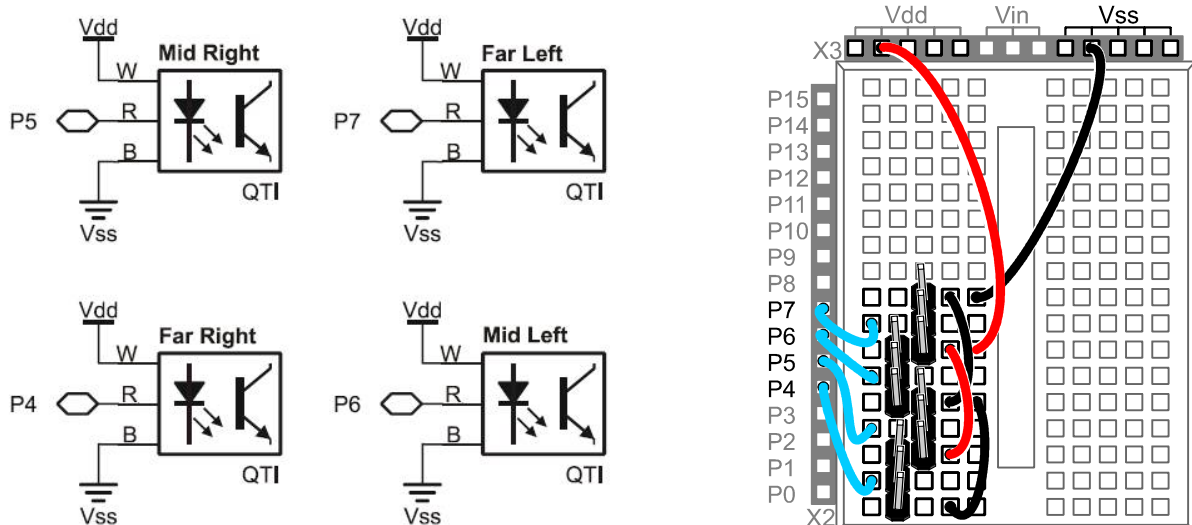 Vdd
Mid Right
W
P5
R
B
QTI
Vss
Vdd
Far Left
W
P7
R
B
QTI
Vss
Vdd
Far Right
W
P4
R
B
QTI
Vss
Vdd
Mid Left
W
P6
R
B
QTI
Vss
Vdd Vin Vss
X3
P15
P14
P13
P12
P11
P10
P9
P8
P7
P6
P5
P4
P3
P2
P1
P0
X2